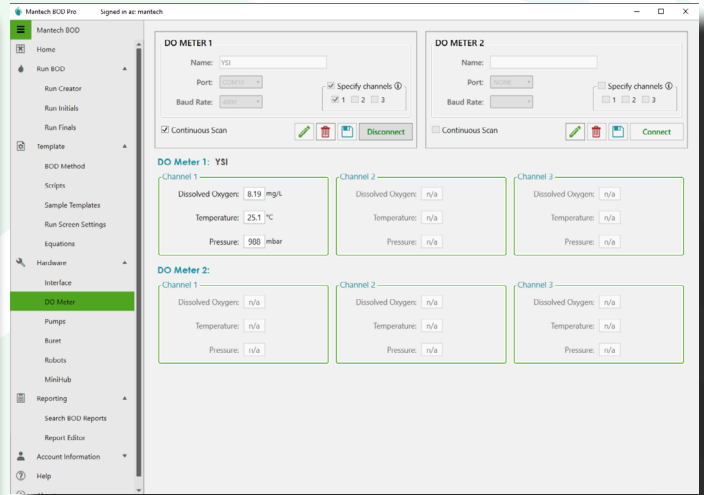 Mantech BOD Pro Signed in as: mantech
Mantech BOD
Home
Run BOD
Run Creator
Run Initials
Run Finals
Template
BOD Method
Scripts
Sample Templates
Run Screen Settings
Equations
Hardware
Interface
DO Meter
Pumps
Buret
Robots
MiniHub
Reporting
Search BOD Reports
Report Editor
Account Information
Help
DO METER 1
Name: YSI
Port:
Specify channels
Baud Rate:
1 2 3
Continuous Scan
Disconnect
DO METER 2
Name:
Port: NONE
Specify channels
Baud Rate:
1 2 3
Continuous Scan
Connect
DO Meter 1: YSI
Channel 1
Dissolved Oxygen: 8.19 mg/L
Temperature: 25.1 °C
Pressure: 988 mbar
Channel 2
Dissolved Oxygen: n/a
Temperature: n/a
Pressure: n/a
Channel 3
Dissolved Oxygen: n/a
Temperature: n/a
Pressure: n/a
DO Meter 2:
Channel 1
Dissolved Oxygen: n/a
Temperature: n/a
Pressure: n/a
Channel 2
Dissolved Oxygen: n/a
Temperature: n/a
Pressure: n/a
Channel 3
Dissolved Oxygen: n/a
Temperature: n/a
Pressure: n/a